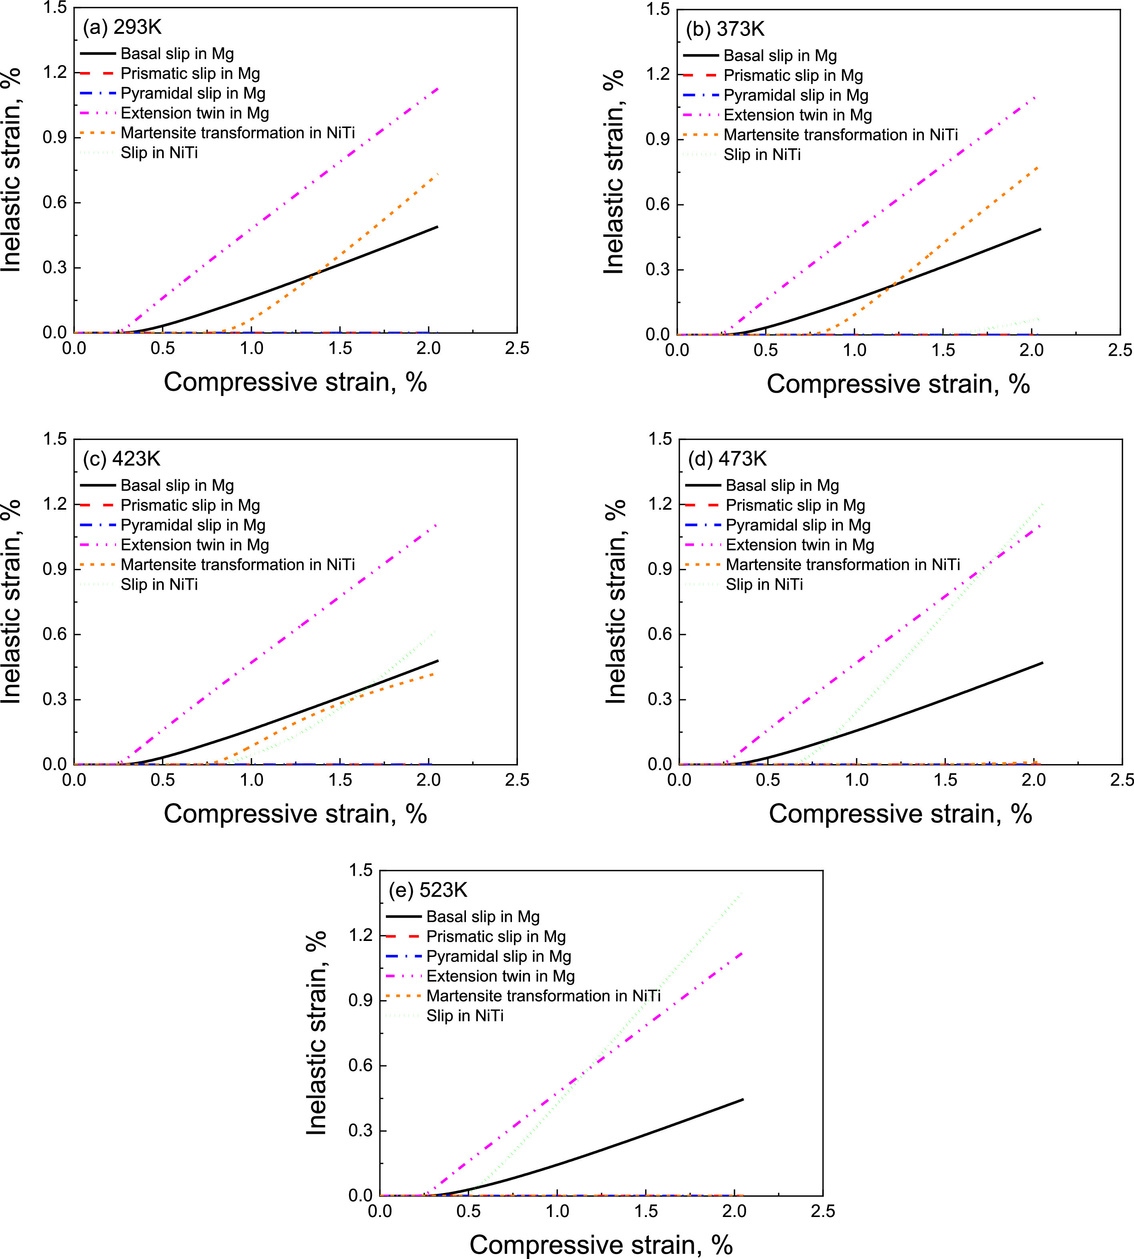 (a) 293K
Basal slip in Mg
Prismatic slip in Mg
Pyramidal slip in Mg
Extension twin in Mg
Martensite transformation in NiTi
Slip in NiTi
Inelastic strain, %
1.5
1.2
0.9
0.6
0.3
0.0
0.0 0.5 1.0 1.5 2.0 2.5
Compressive strain, %
(b) 373K
Basal slip in Mg
Prismatic slip in Mg
Pyramidal slip in Mg
Extension twin in Mg
Martensite transformation in NiTi
Slip in NiTi
Inelastic strain, %
1.5
1.2
0.9
0.6
0.3
0.0
0.0 0.5 1.0 1.5 2.0 2.5
Compressive strain, %
(c) 423K
Basal slip in Mg
Prismatic slip in Mg
Pyramidal slip in Mg
Extension twin in Mg
Martensite transformation in NiTi
Slip in NiTi
Inelastic strain, %
1.5
1.2
0.9
0.6
0.3
0.0
0.0 0.5 1.0 1.5 2.0 2.5
Compressive strain, %
(d) 473K
Basal slip in Mg
Prismatic slip in Mg
Pyramidal slip in Mg
Extension twin in Mg
Martensite transformation in NiTi
Slip in NiTi
Inelastic strain, %
1.5
1.2
0.9
0.6
0.3
0.0
0.0 0.5 1.0 1.5 2.0 2.5
Compressive strain, %
(e) 523K
Basal slip in Mg
Prismatic slip in Mg
Pyramidal slip in Mg
Extension twin in Mg
Martensite transformation in NiTi
Slip in NiTi
Inelastic strain, %
1.5
1.2
0.9
0.6
0.3
0.0
0.0 0.5 1.0 1.5 2.0 2.5
Compressive strain, %